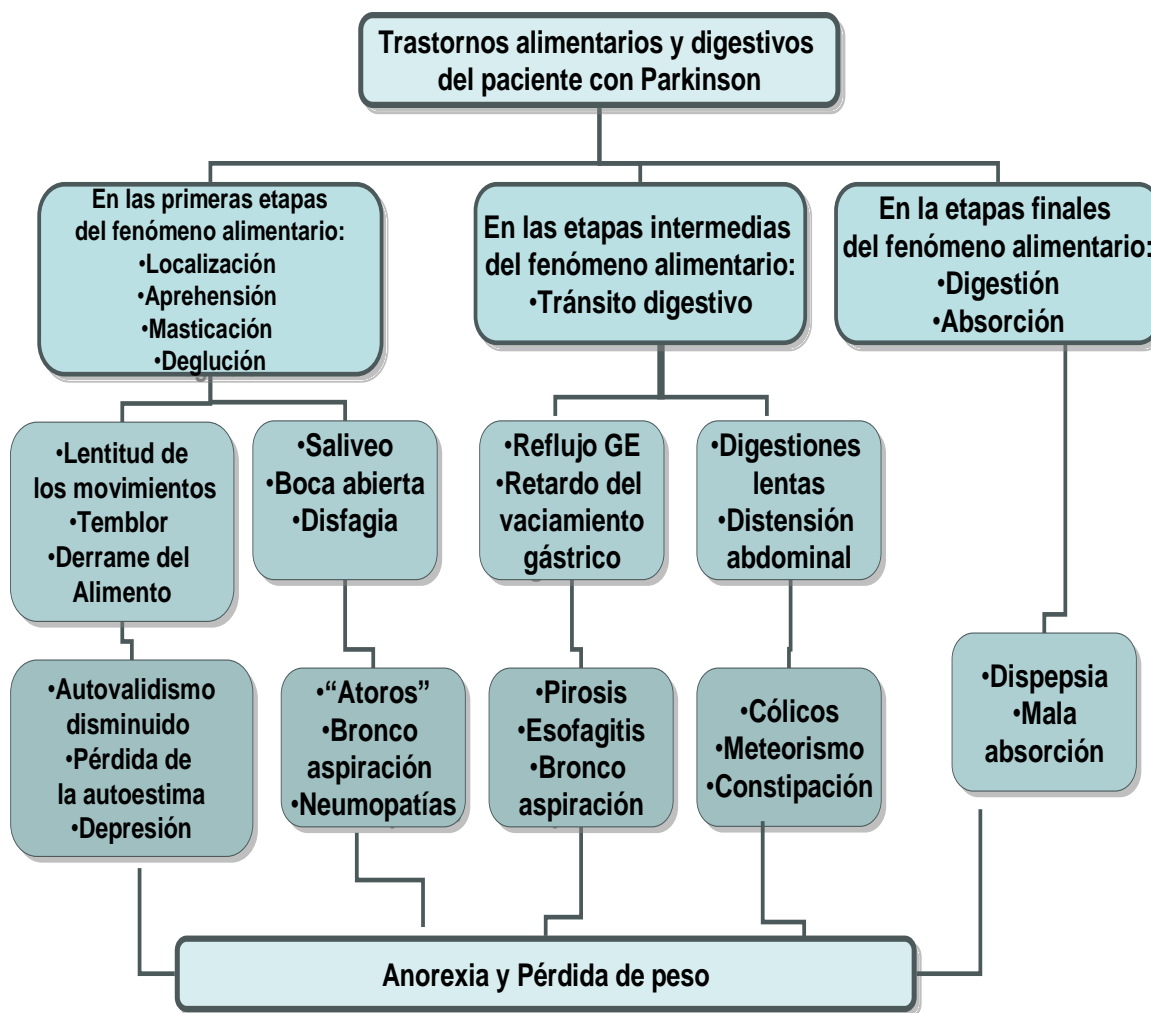 Trastornos alimentarios y digestivos
del paciente con Parkinson
En las primeras etapas
del fenómeno alimentario:
•Localización
•Aprehensión
•Masticación
•Deglución
En las etapas intermedias
del fenómeno alimentario:
•Tránsito digestivo
En la etapas finales
del fenómeno alimentario:
•Digestión
•Absorción
•Lentitud de
los movimientos
•Temblor
•Derrame del
Alimento
•Saliveo
•Boca abierta
•Disfagia
•Reflujo GE
•Retardo del
vaciamiento
gástrico
•Digestiones
lentas
•Distensión
abdominal
•Autovalidismo
disminuido
•Pérdida de
la autoestima
•Depresión
•“Atoros”
•Bronco
aspiración
•Neumopatías
•Pirosis
•Esofagitis
•Bronco
aspiración
•Cólicos
•Meteorismo
•Constipación
•Dispepsia
•Mala
absorción
Anorexia y Pérdida de peso